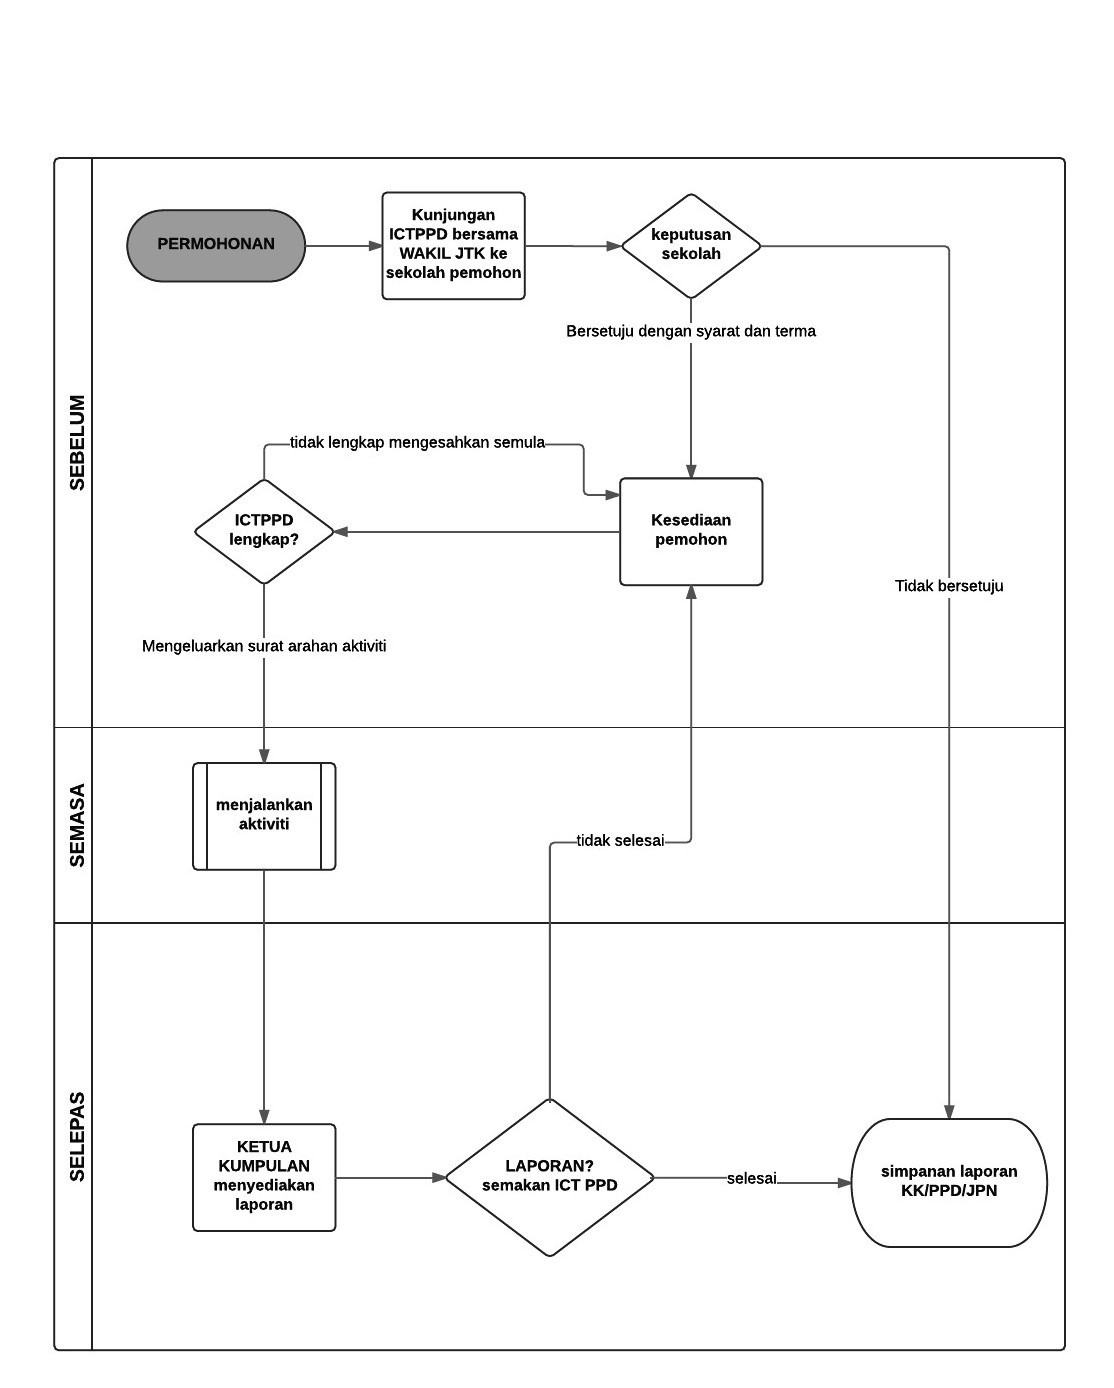 SEBELUM
PERMOHONAN
Kunjungan
ICTPPD bersama
WAKIL JTK ke
sekolah pemohon
keputusan
sekolah
Bersetuju dengan syarat dan terma
tidak lengkap mengesahkan semula
ICTPPD
lengkap?
Kesediaan
pemohon
Tidak bersetuju
Mengeluarkan surat arahan aktiviti
SEMASA
menjalankan
aktiviti
tidak selesai
SELEPAS
KETUA
KUMPULAN
menyediakan
laporan
LAPORAN?
semakan ICT PPD
selesai
simpanan laporan
KK/PPD/JPN